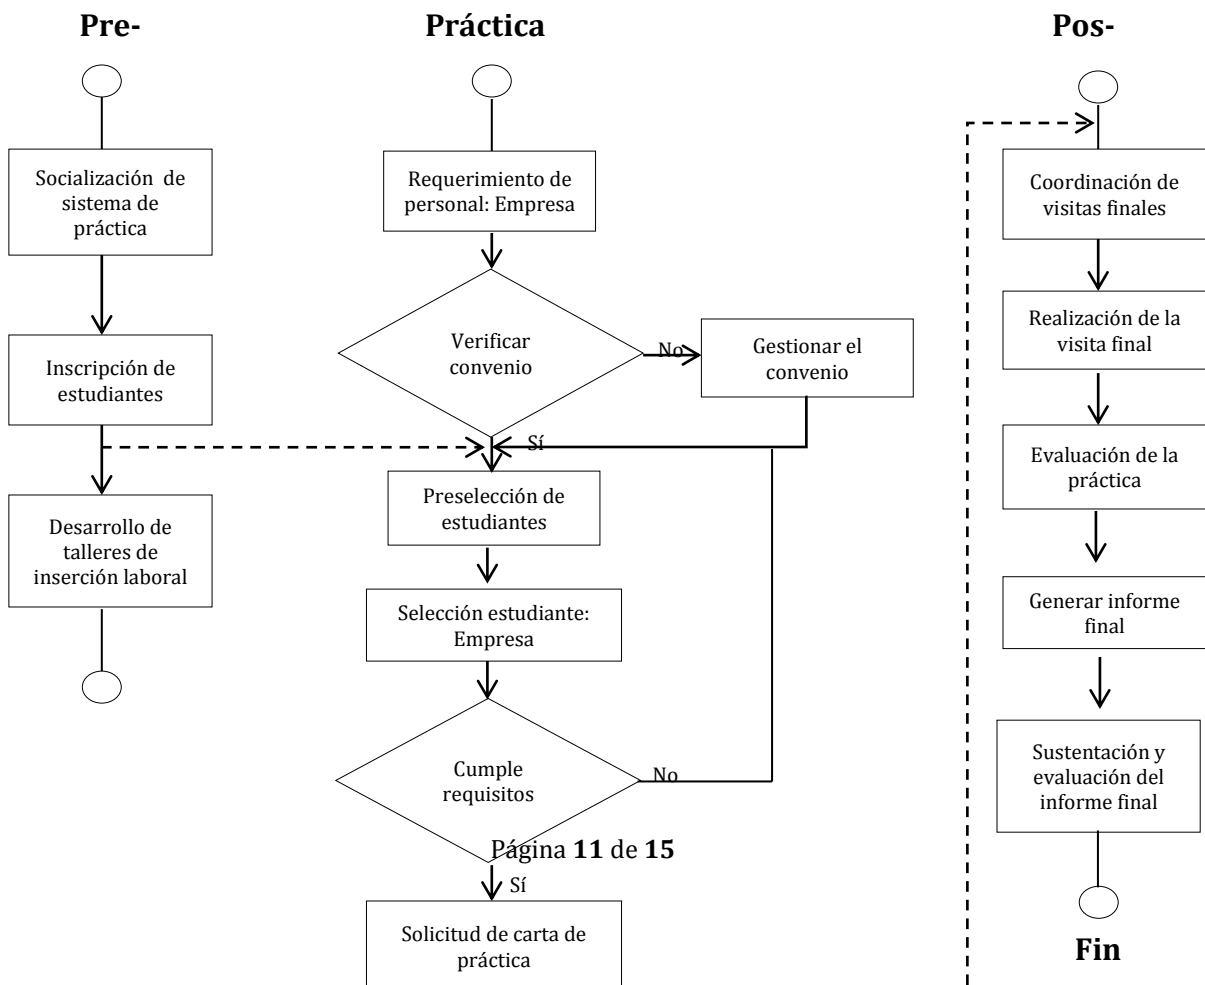 Pre-
Socialización de
sistema de
práctica
Inscripción de
estudiantes
Desarrollo de
talleres de
inserción laboral
Práctica
Requerimiento de
personal: Empresa
Verificar
convenio
No
Gestionar el
convenio
Sí
Preselección de
estudiantes
Selección estudiante:
Empresa
Cumple
requisitos
No
Página 11 de 15
Sí
Solicitud de carta de
práctica
Pos-
Coordinación de
visitas finales
Realización de la
visita final
Evaluación de la
práctica
Generar informe
final
Sustentación y
evaluación del
informe final
Fin